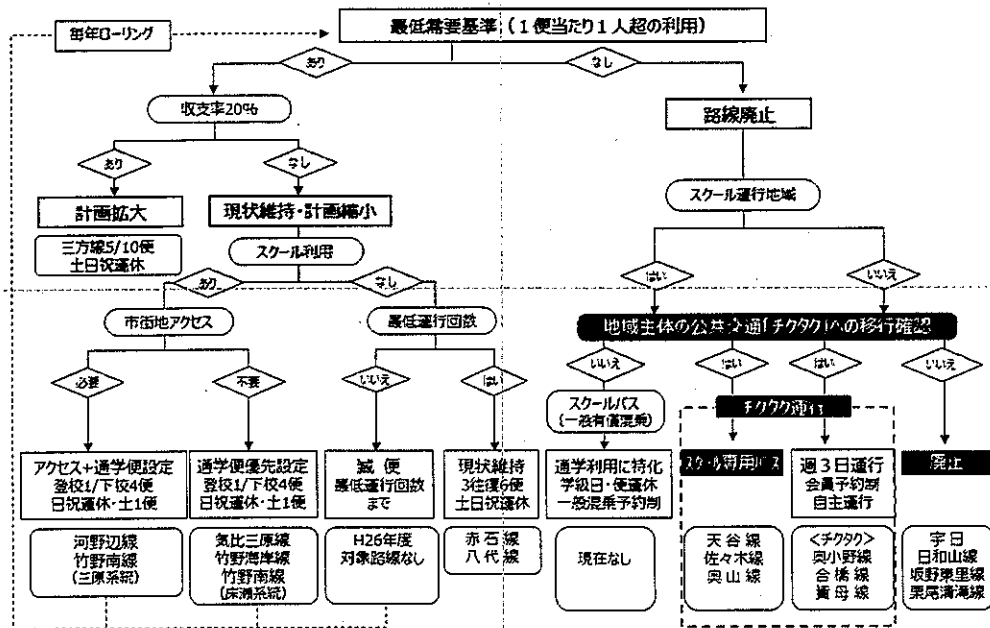 毎年ローリング
最低需要基準(1便当たり1人超の利用)
あり
なし
収支率20%
路線廃止
あり
なし
スクール運行地域
計画拡大
現状維持・計画縮小
三方線5/10便
土日祝運休
スクール利用
はい
いいえ
あり
なし
市街地アクセス
最低運行回数
地域主体の公共交通「チクタク」への移行確認
必要
不要
いいえ
はい
いいえ
はい
はい
いいえ
スクールバス
(一般有償混乗)
チクタク運行
アクセス+通学便設定
登校1/下校4便
日祝運休・土1便
通学便優先設定
登校1/下校4便
日祝運休・土1便
減便
最低運行回数
まで
現状維持
3往復6便
土日祝運休
通学利用に特化
学級日・便運休
一般混乗予約制
スクール専用バス
週3日運行
会員予約制
自主運行
廃止
河野辺線
竹野南線
(三原系統)
気比三原線
竹野海岸線
竹野南線
(床瀬系統)
H26年度
対象路線なし
赤石線
八代線
現在なし
天谷線
佐々木線
奥山線
<チクタク>
奥小野線
合橋線
資母線
宇日
日和山線
坂野東里線
栗尾清滝線